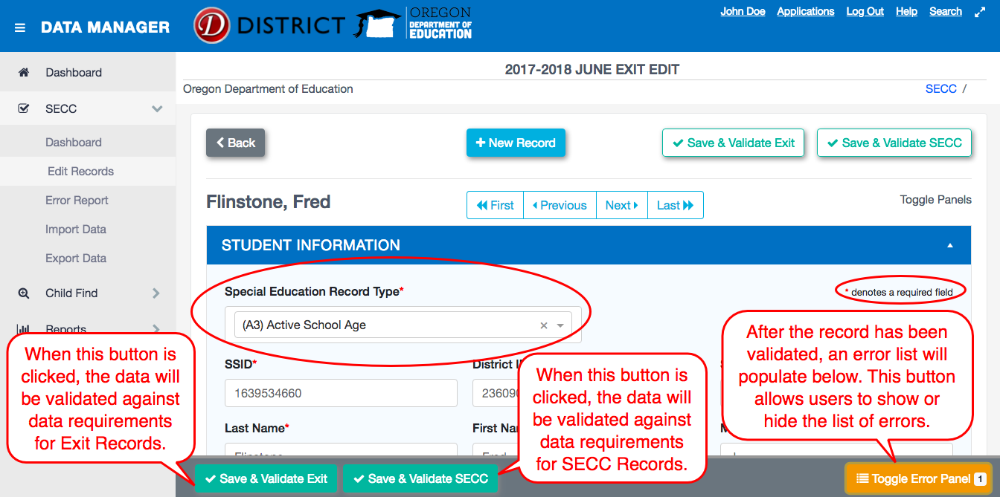 DATA MANAGER
D DISTRICT
OREGON
DEPARTMENT OF
EDUCATION
John Doe Applications Log Out Help Search
Dashboard
SECC
Dashboard
Edit Records
Error Report
Import Data
Export Data
Child Find
Reports
2017-2018 JUNE EXIT EDIT
Oregon Department of Education
SECC /
Back
+ New Record
Save & Validate Exit
Save & Validate SECC
Flinstone, Fred
First Previous Next Last
Toggle Panels
STUDENT INFORMATION
Special Education Record Type*
* denotes a required field
(A3) Active School Age
SSID*
District
1639534660
23609
Last Name*
First
Flinstone
Fred
When this button is
clicked, the data will
be validated against
data requirements
for Exit Records.
When this button is
clicked, the data will
be validated against
data requirements
for SECC Records.
After the record has been
validated, an error list will
populate below. This button
allows users to show or
hide the list of errors.
Save & Validate Exit
Save & Validate SECC
Toggle Error Panel 1